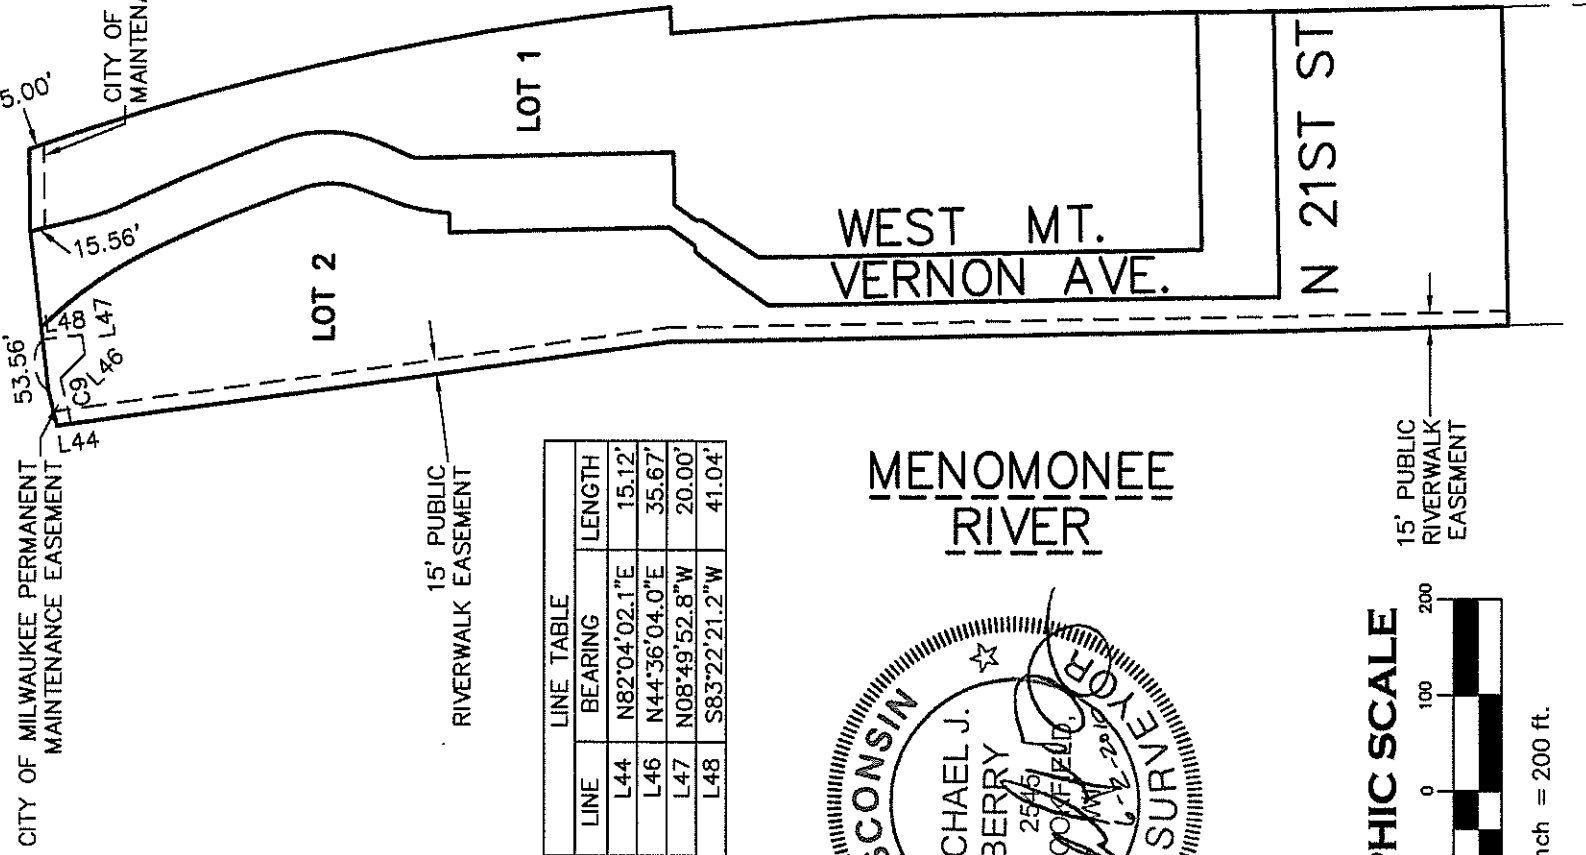 5.00'
CITY OF
15.56'
53.56'
L48
L47
L46
C9
L44
LOT 1
LOT 2
WEST MT.
VERNON AVE.
N 21ST ST
CITY OF MILWAUKEE PERMANENT
MAINTENANCE EASEMENT
15' PUBLIC
RIVERWALK EASEMENT
15' PUBLIC
RIVERWALK
EASEMENT
MENOMONEE
RIVER
LINE TABLE
LINE BEARING LENGTH
L44 N82°04'02.1"E 15.12'
L46 N44°36'04.0"E 35.67'
L47 N08°49'52.8"W 20.00'
L48 S83°22'21.2"W 41.04'
SCONSIN
CHAEL J.
BERRY
SURVEYOR
PHIC SCALE
0 100 200
nch = 200 ft.